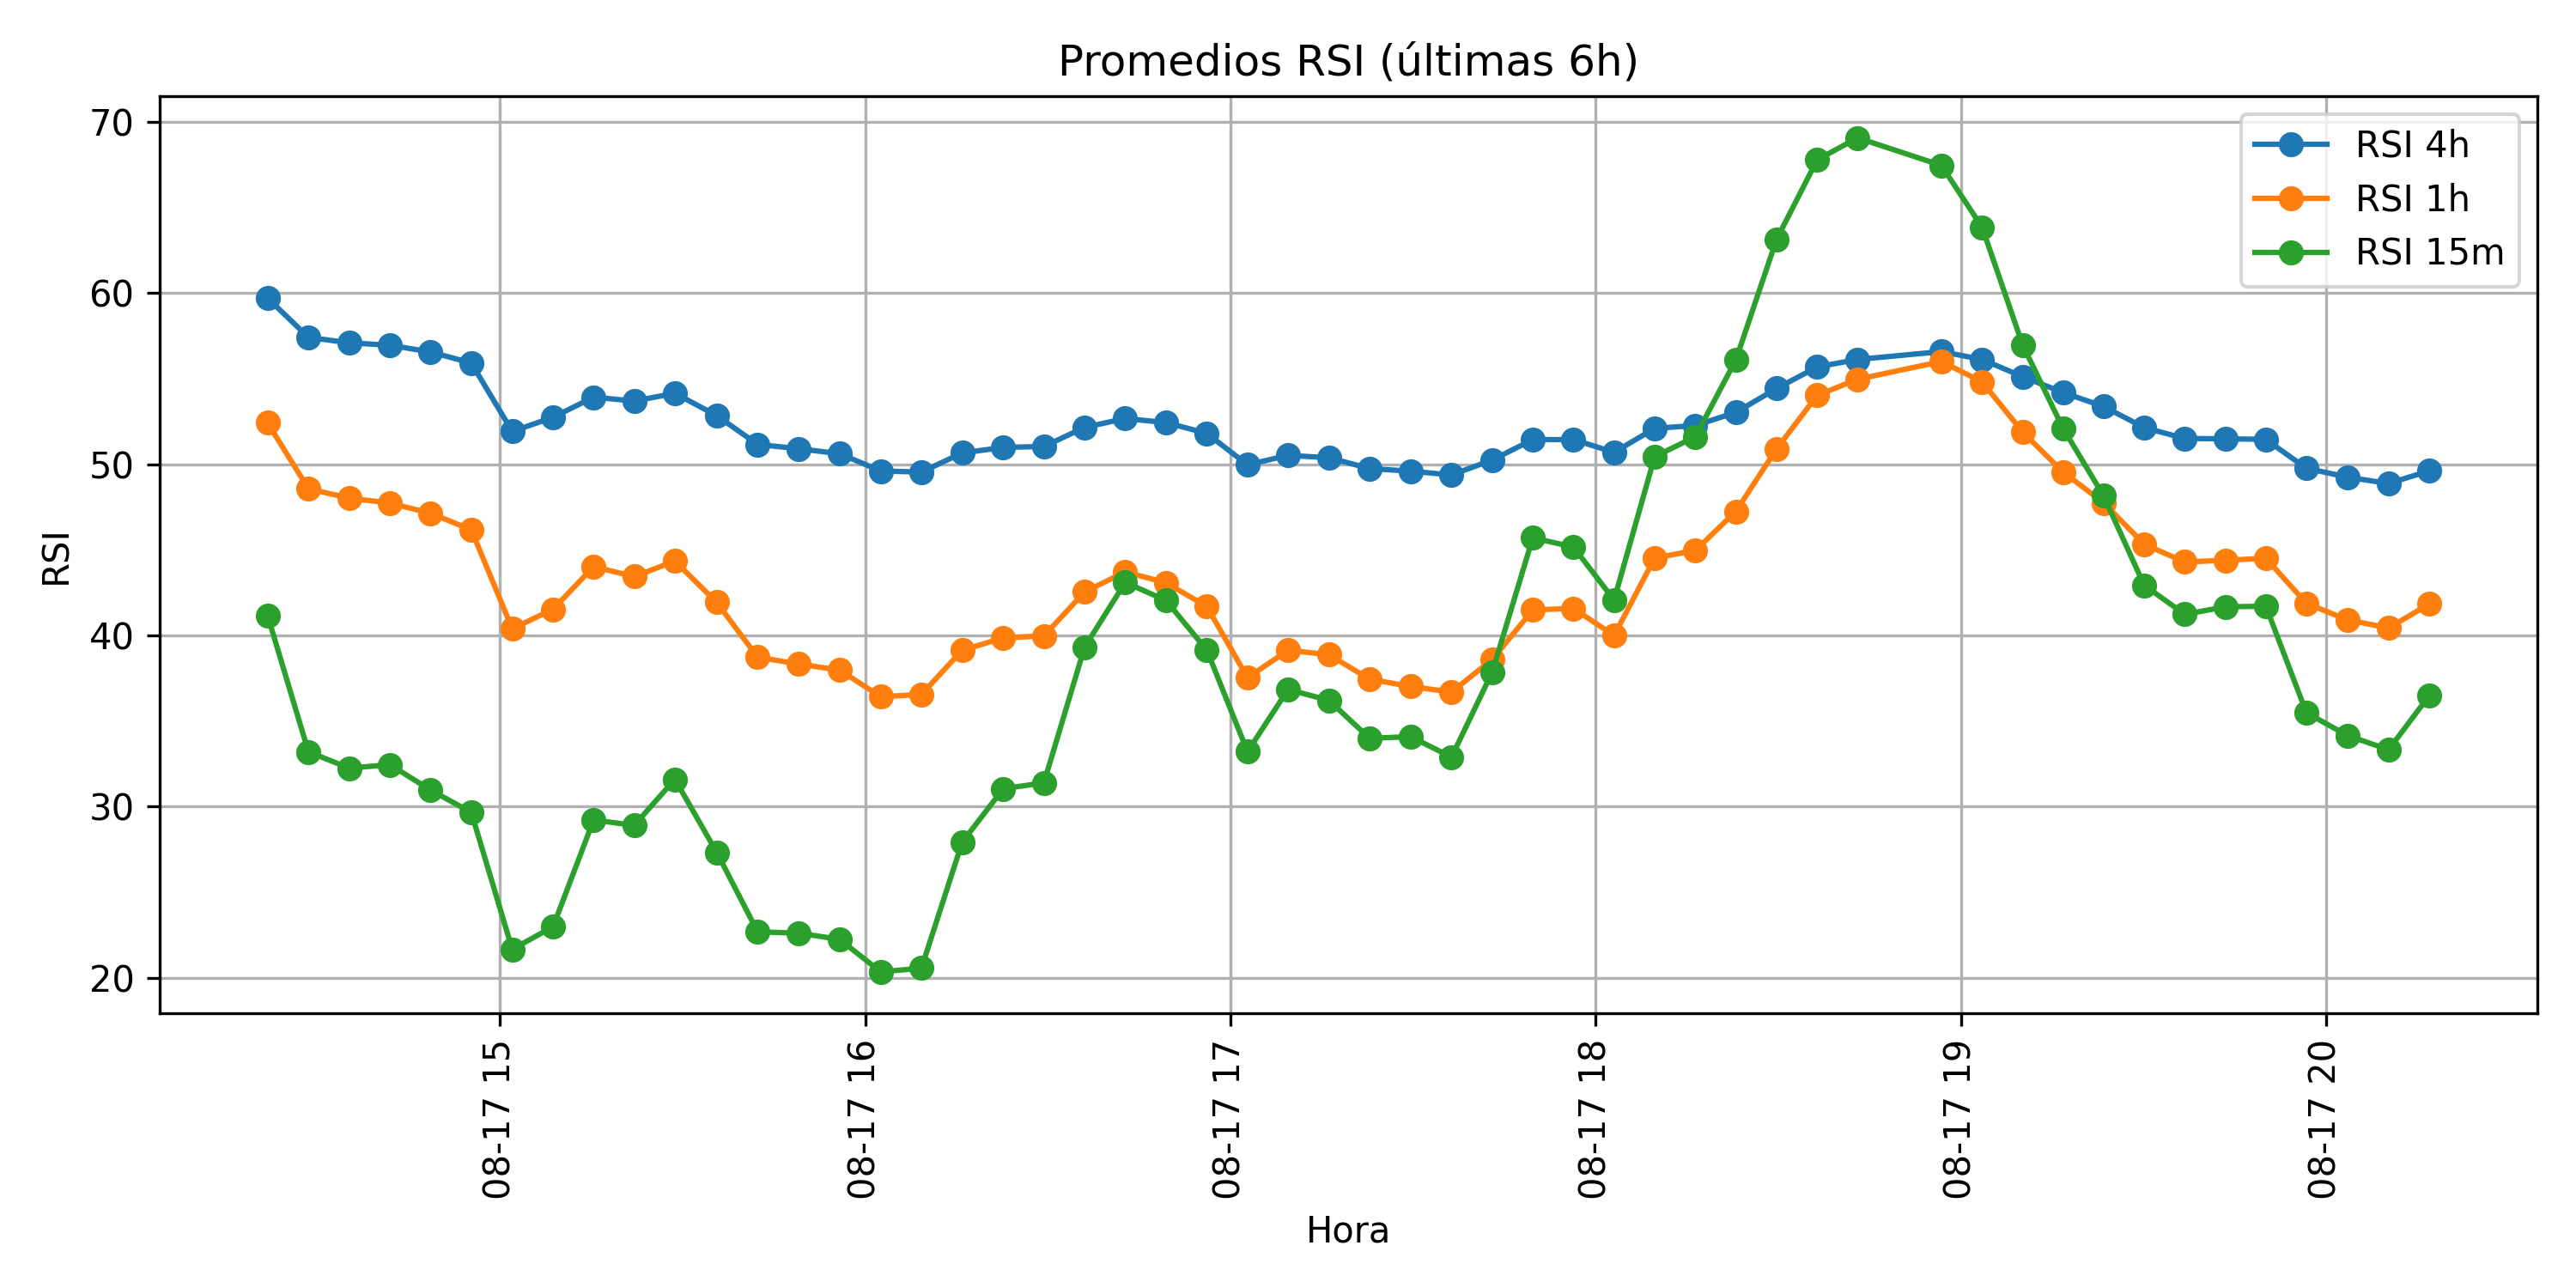 Promedios RSI (últimas 6h)
RSI 4h
RSI 1h
RSI 15m
RSI
70
60
50
40
30
20
08-17 15
08-17 16
08-17 17
08-17 18
08-17 19
08-17 20
Hora